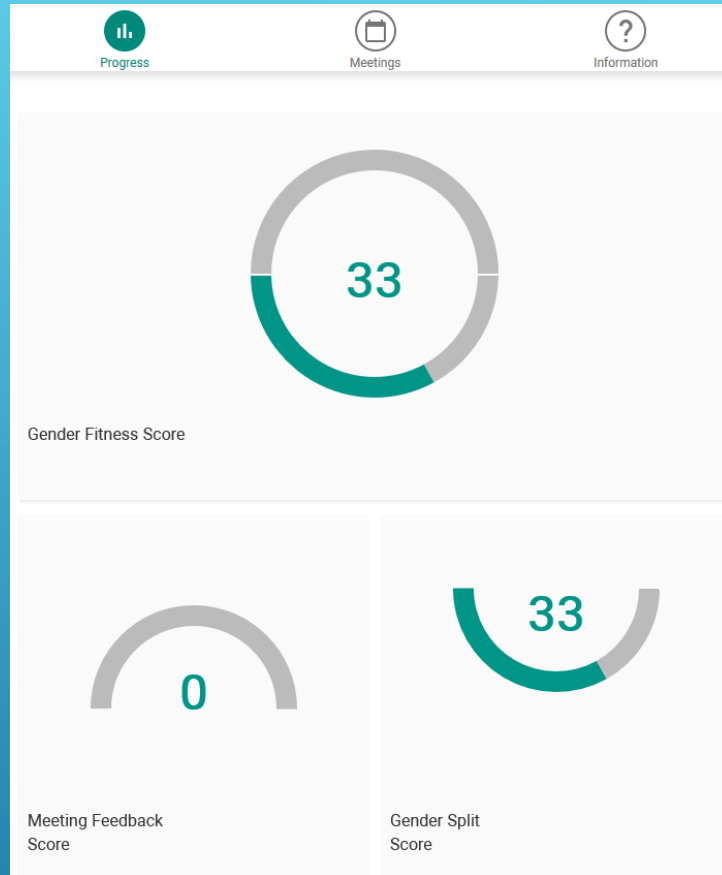 Progress
Meetings
?
Information
33
Gender Fitness Score
0
Meeting Feedback
Score
33
Gender Split
Score